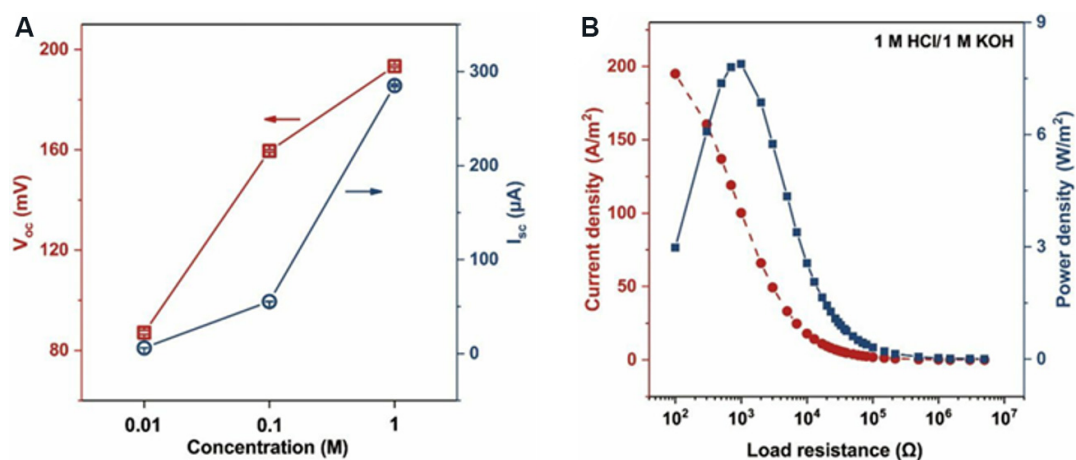 A
200
160
120
80
V_oc (mV)
300
200
100
0
I_sc (μA)
0.01
0.1
1
Concentration (M)
B
1 M HCl/1 M KOH
200
150
100
50
0
Current density (A/m²)
9
6
3
0
Power density (W/m²)
10²
10³
10⁴
10⁵
10⁶
10⁷
Load resistance (Ω)